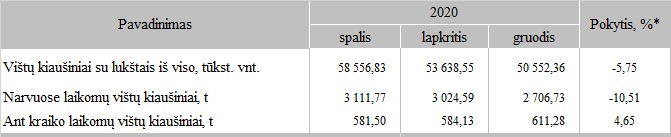 Pavadinimas 2020 Pokytis, %*
spalis lapkritis gruodis
Vištų kiaušiniai su lukštais iš viso, tūkst. vnt. 58 556,83 53 638,55 50 552,36 -5,75
Narvuose laikomų vištų kiaušiniai, t 3 111,77 3 024,59 2 706,73 -10,51
Ant kraiko laikomų vištų kiaušiniai, t 581,50 584,13 611,28 4,65